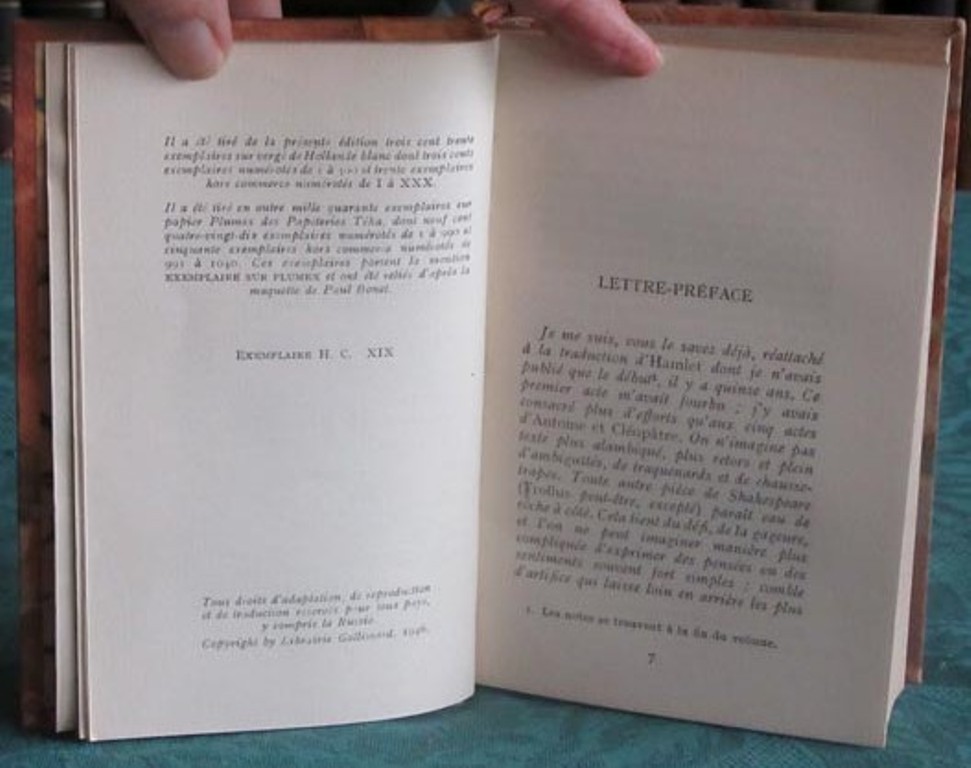 Il a été tiré de la présente édition trois cent trente
exemplaires sur vergé de Hollande blanc dont trois cents
exemplaires numérotés de 1 à 300 et trente exemplaires
hors commerce numérotés de I à XXX.
Il a été tiré en outre mille quarante exemplaires sur
papier Plumex des Papeteries Téka, dont neuf cent
quatre-vingt-dix exemplaires numérotés de 1 à 990 et
cinquante exemplaires hors commerce numérotés de
991 à 1040. Ces exemplaires portent la mention
EXEMPLAIRE SUR PLUMEX et ont été reliés d'après la
maquette de Paul Bonet.
EXEMPLAIRE H. C. XIX
Tous droits d'adaptation, de reproduction
et de traduction réservés pour tous pays,
y compris la Russie.
Copyright by Librairie Gallimard, 1946.
LETTRE-PRÉFACE
Je me suis, vous le savez déjà, réattaché
à la traduction d'Hamlet dont je n'avais
publié que le début¹, il y a quinze ans. Ce
premier acte m'avait fourbu ; j'y avais
consacré plus d'efforts qu'aux cinq actes
d'Antoine et Cléopâtre. On n'imagine pas
texte plus alambiqué, plus retors et plein
d'ambiguïtés, de traquenards et de chausse-
trapes. Toute autre pièce de Shakespeare
(Troïlus peut-être, excepté) paraît eau de
roche à côté. Cela tient du défi, de la gageure,
et l'on ne peut imaginer manière plus
compliquée d'exprimer des pensées ou des
sentiments souvent fort simples ; comble
d'artifice qui laisse loin en arrière les plus
1. Les notes se trouvent à la fin du volume.
7